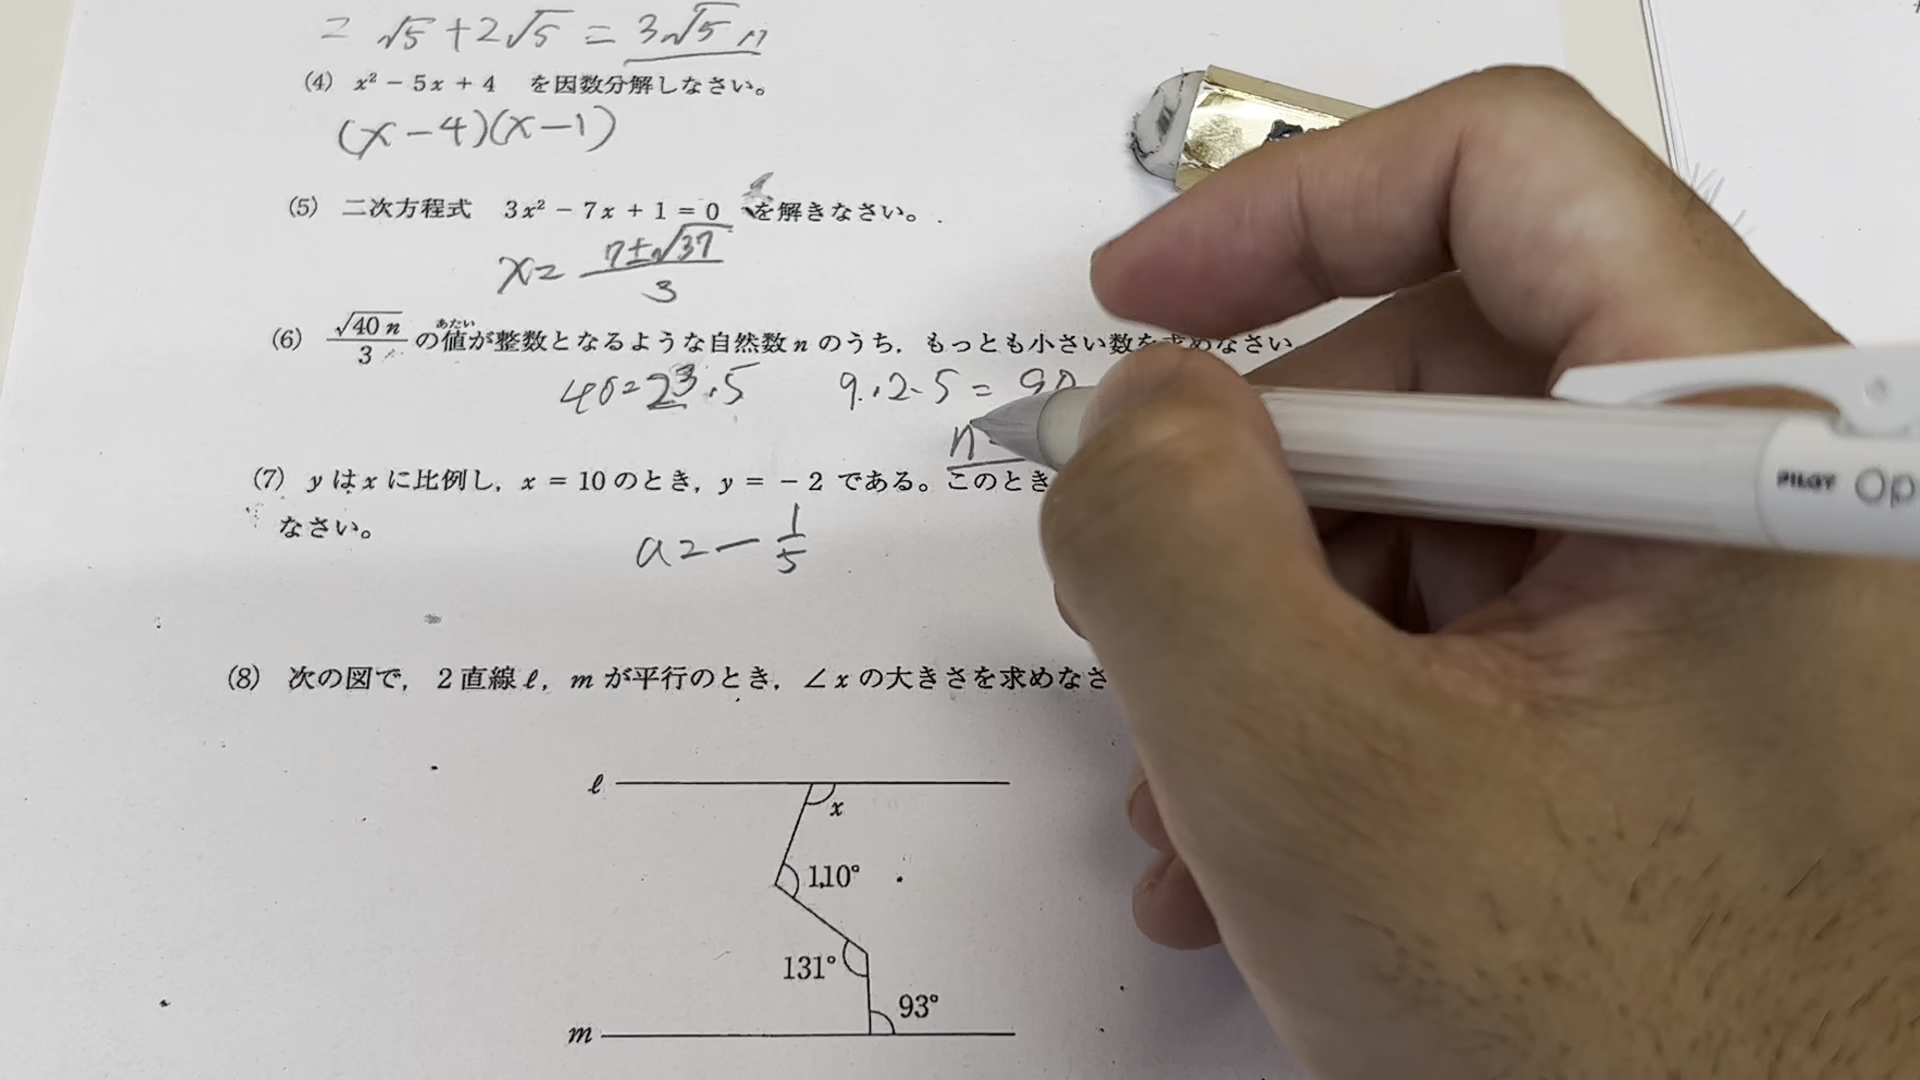 = √5 + 2√5 = 3√5 〃
(4) x² − 5x + 4 を因数分解しなさい。
(x − 4)(x − 1)
(5) 二次方程式 3x² − 7x + 1 = 0 を解きなさい。
x = (7 ± √37)/3
(6) √40n/3 の値が整数となるような自然数 n のうち，もっとも小さい数を求めなさい
あたい
40 = 2³・5 9・2・5 = 90
n =
(7) y は x に比例し，x = 10 のとき，y = − 2 である。このとき
なさい。
a = − 1/5
(8) 次の図で，2直線 ℓ，m が平行のとき，∠x の大きさを求めなさ
ℓ
x
110°
131°
93°
m
PILOT Op